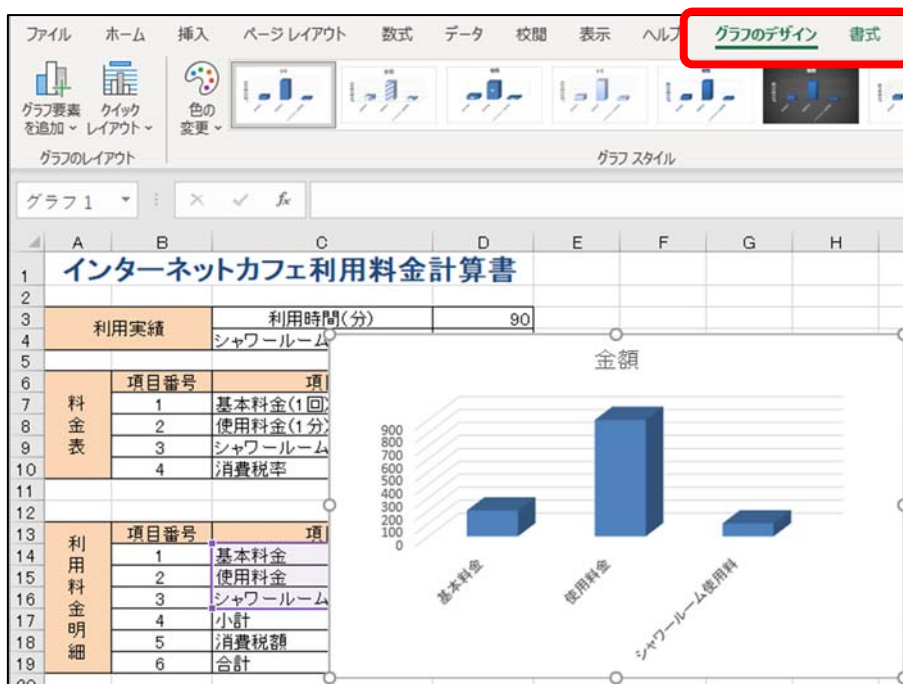 ファイル ホーム 挿入 ページ レイアウト 数式 データ 校閲 表示 ヘルプ グラフのデザイン 書式
グラフ要素を追加 クイックレイアウト 色の変更
グラフのレイアウト グラフ スタイル
グラフ 1 fx
A B C D E F G H
1 インターネットカフェ利用料金計算書
2
3 利用実績 利用時間(分) 90
4 シャワールーム
5
6 料金表 項目番号 項
7 1 基本料金(1回)
8 2 使用料金(1分)
9 3 シャワールーム
10 4 消費税率
11
12
13 利用料金明細 項目番号 項
14 1 基本料金
15 2 使用料金
16 3 シャワールーム
17 4 小計
18 5 消費税額
19 6 合計
20
金額
900
800
700
600
500
400
300
200
100
0
基本料金
使用料金
シャワールーム使用料